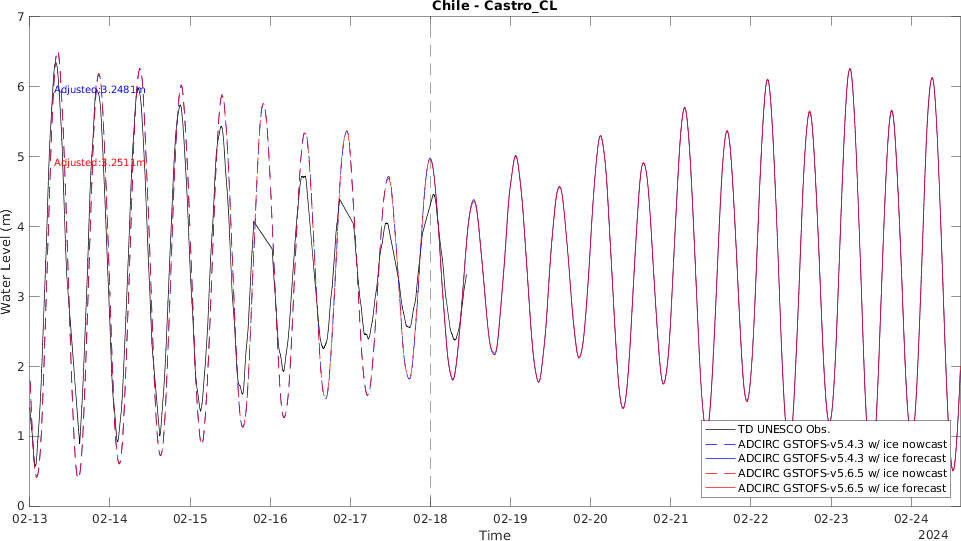 Chile - Castro_CL
7
6
5
4
3
2
1
0
Water Level (m)
Adjusted:3.2481m
Adjusted:3.2511m
TD UNESCO Obs.
ADCIRC GSTOFS-v5.4.3 w/ ice nowcast
ADCIRC GSTOFS-v5.4.3 w/ ice forecast
ADCIRC GSTOFS-v5.6.5 w/ ice nowcast
ADCIRC GSTOFS-v5.6.5 w/ ice forecast
02-13 02-14 02-15 02-16 02-17 02-18 02-19 02-20 02-21 02-22 02-23 02-24
Time
2024